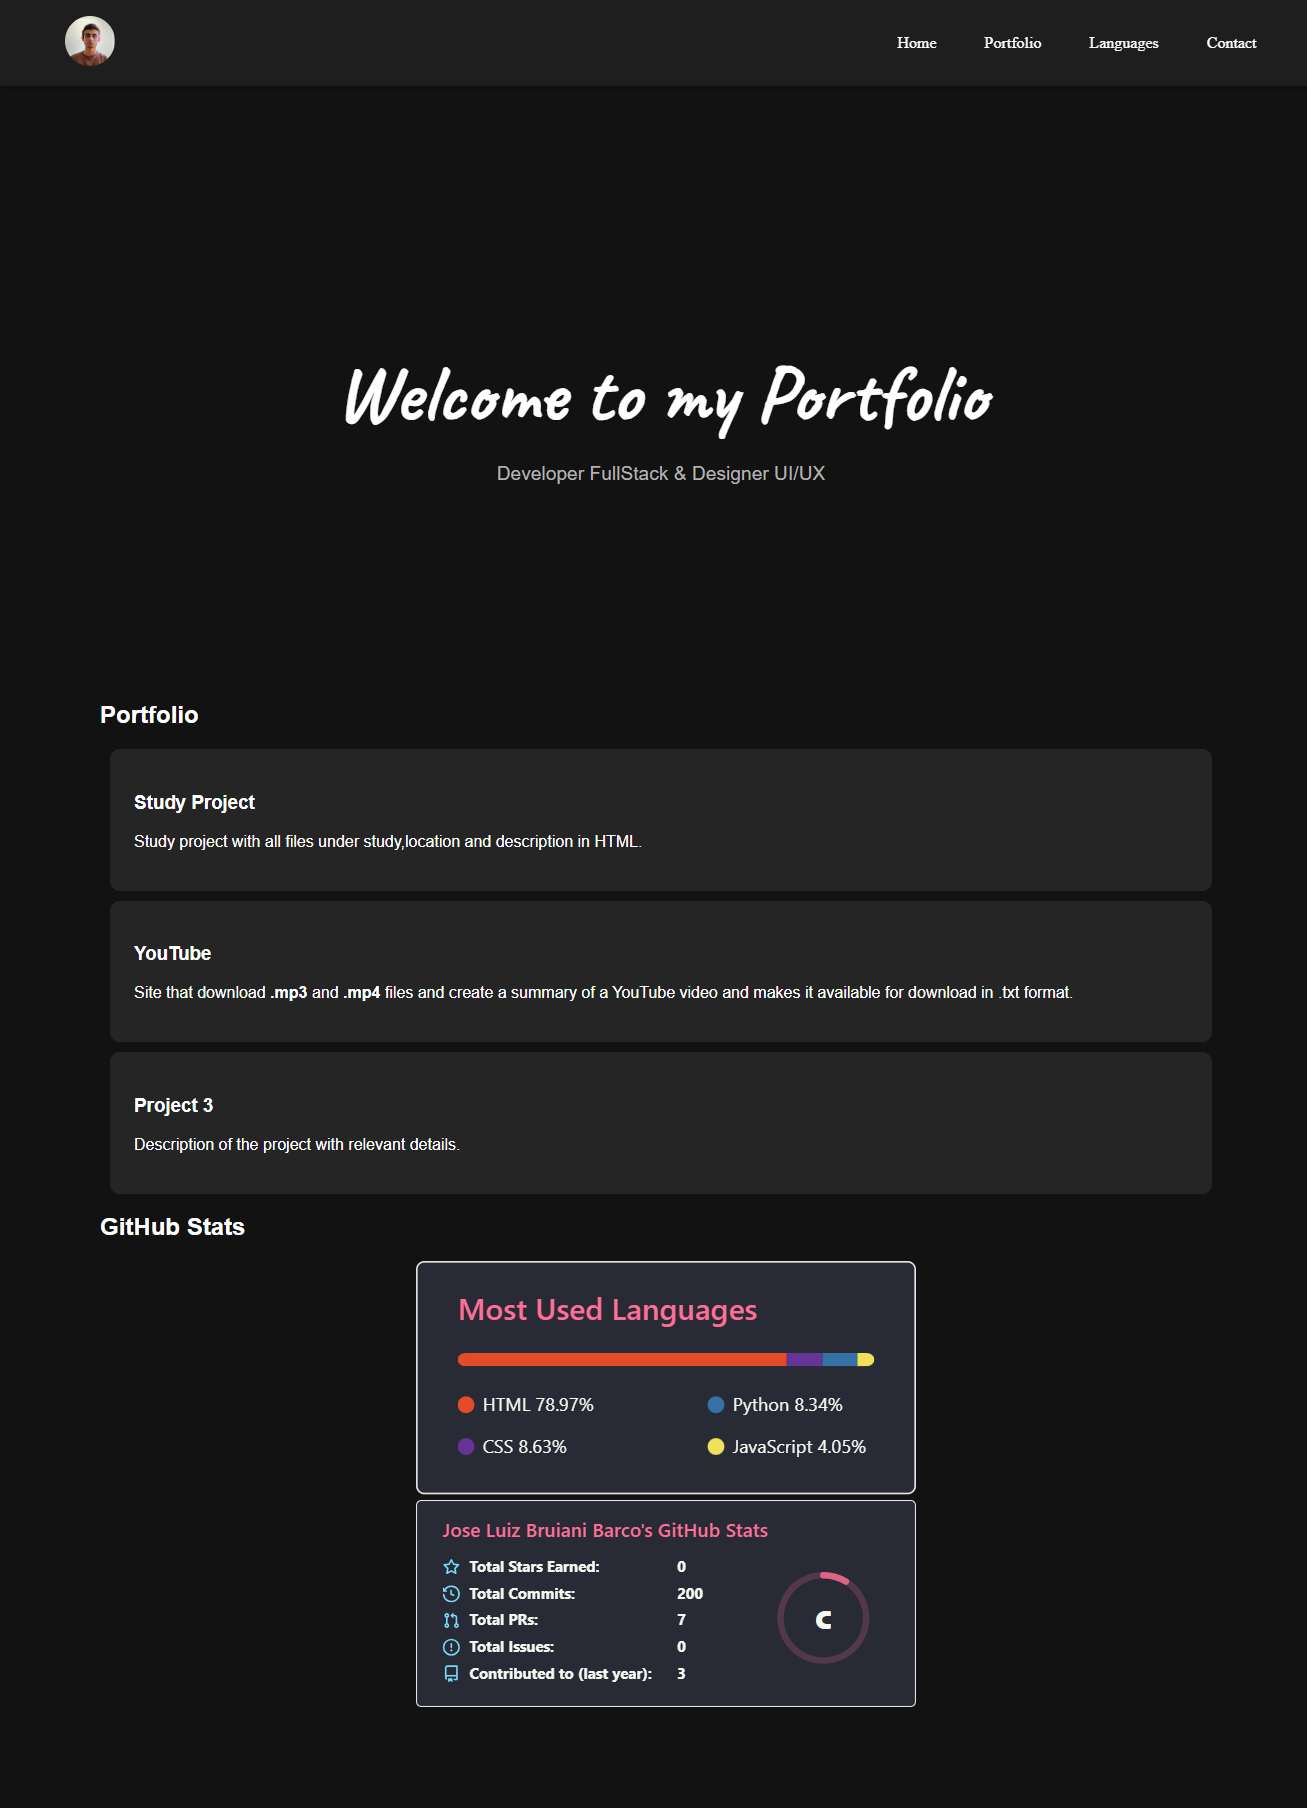 Home Portfolio Languages Contact
Welcome to my Portfolio
Developer FullStack & Designer UI/UX
Portfolio
Study Project
Study project with all files under study,location and description in HTML.
YouTube
Site that download .mp3 and .mp4 files and create a summary of a YouTube video and makes it available for download in .txt format.
Project 3
Description of the project with relevant details.
GitHub Stats
Most Used Languages
HTML 78.97% Python 8.34%
CSS 8.63% JavaScript 4.05%
Jose Luiz Bruiani Barco's GitHub Stats
Total Stars Earned: 0
Total Commits: 200
Total PRs: 7
Total Issues: 0
Contributed to (last year): 3
C